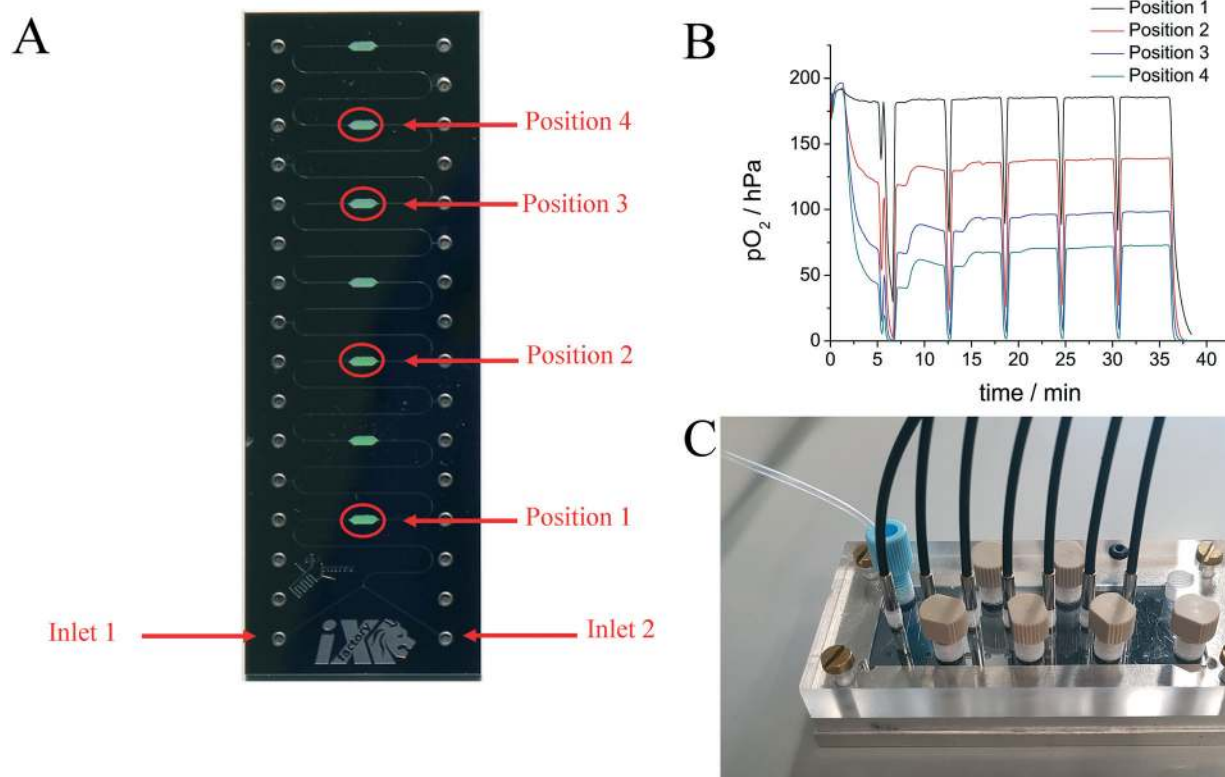 A
Position 4
Position 3
Position 2
Position 1
Inlet 1
Inlet 2
iX
factory
B
Position 1
Position 2
Position 3
Position 4
200
150
100
50
0
pO₂ / hPa
0 5 10 15 20 25 30 35 40
time / min
C